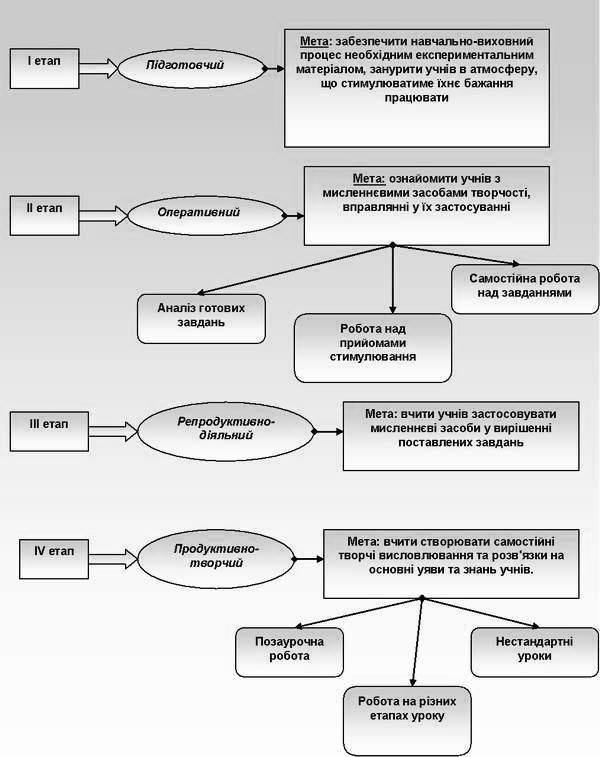 І етап
Підготовчий
Мета: забезпечити навчально-виховний
процес необхідним експериментальним
матеріалом, занурити учнів в атмосферу,
що стимулюватиме їхнє бажання
працювати
ІІ етап
Оперативний
Мета: ознайомити учнів з
мисленнєвими засобами творчості,
вправлянні у їх застосуванні
Аналіз готових
завдань
Робота над
прийомами
стимулювання
Самостійна робота
над завданнями
ІІІ етап
Репродуктивно-
діяльний
Мета: вчити учнів застосовувати
мисленнєві засоби у вирішенні
поставлених завдань
IV етап
Продуктивно-
творчий
Мета: вчити створювати самостійні
творчі висловлювання та розв'язки на
основні уяви та знань учнів.
Позаурочна
робота
Робота на різних
етапах уроку
Нестандартні
уроки